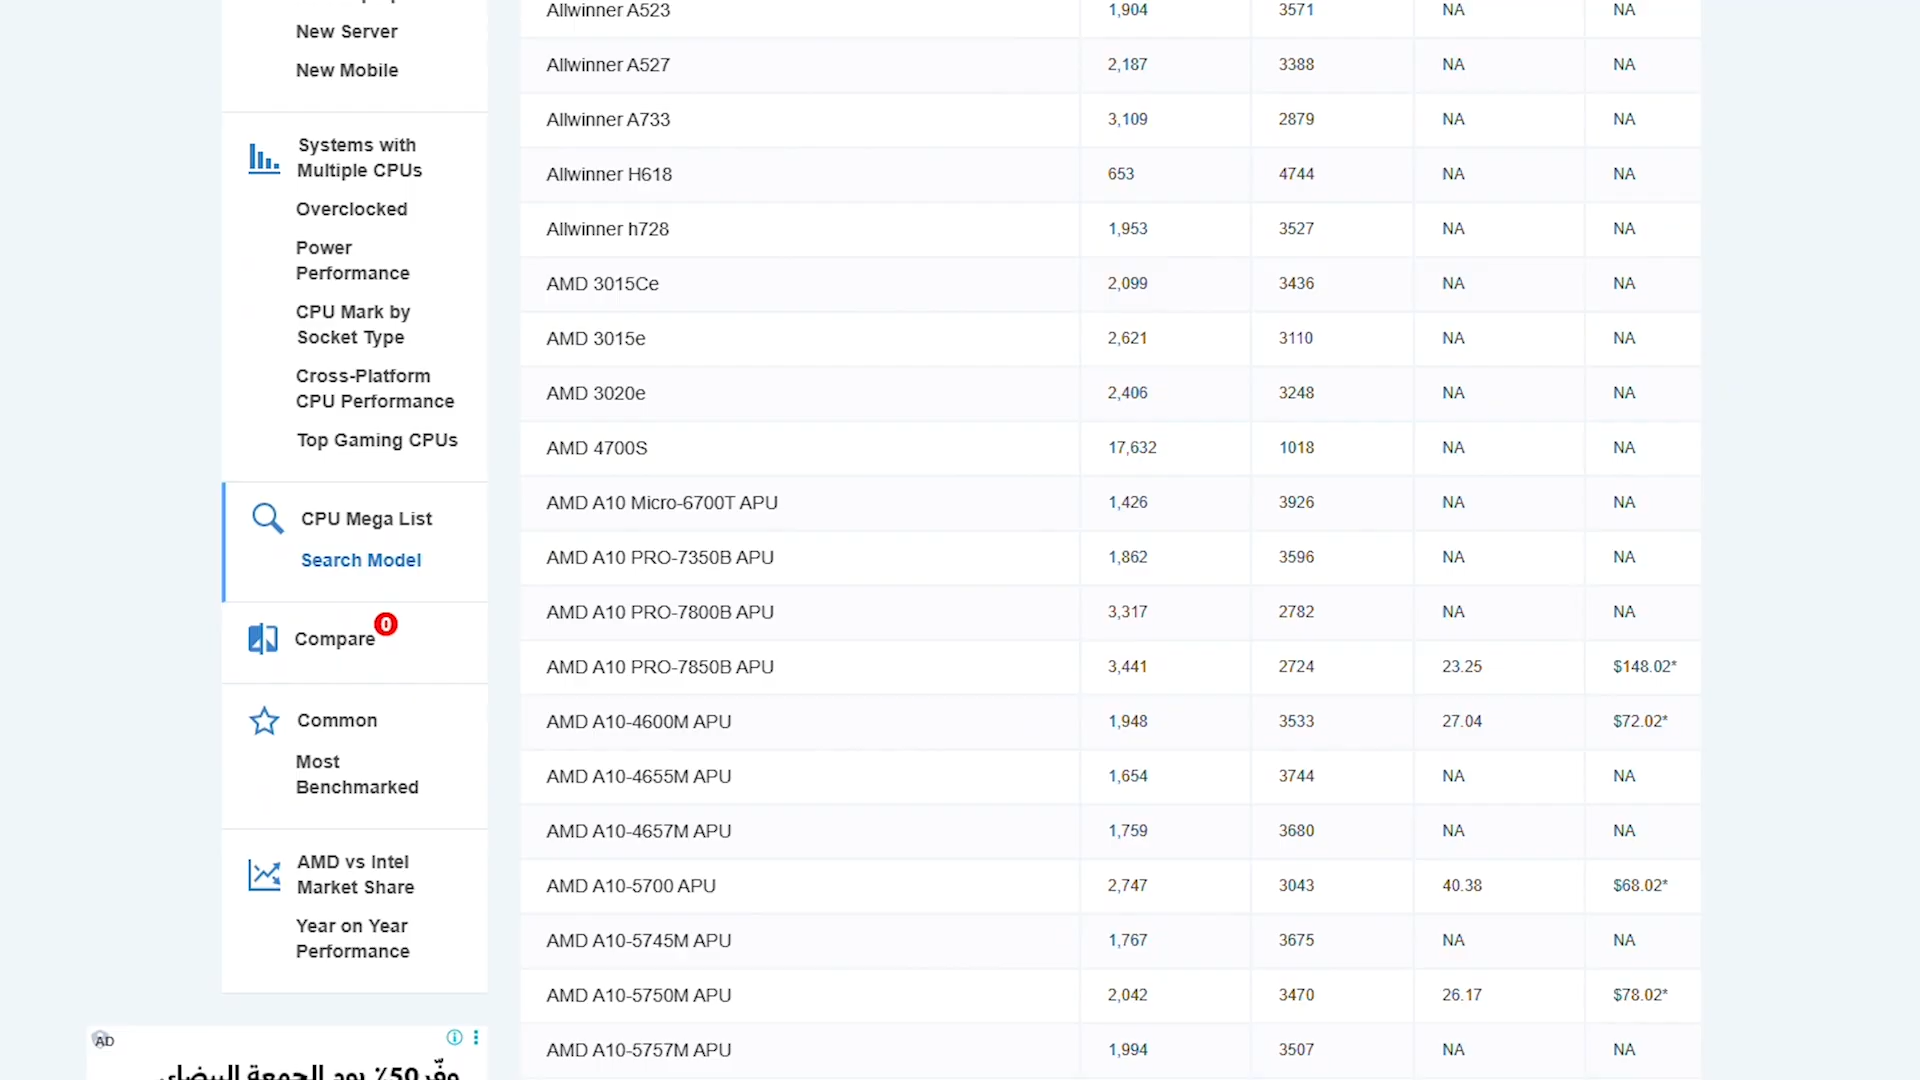 New Server
New Mobile
Systems with
Multiple CPUs
Overclocked
Power
Performance
CPU Mark by
Socket Type
Cross-Platform
CPU Performance
Top Gaming CPUs
CPU Mega List
Search Model
Compare 0
Common
Most
Benchmarked
AMD vs Intel
Market Share
Year on Year
Performance
AD
Allwinner A523 1,904 3571 NA NA
Allwinner A527 2,187 3388 NA NA
Allwinner A733 3,109 2879 NA NA
Allwinner H618 653 4744 NA NA
Allwinner h728 1,953 3527 NA NA
AMD 3015Ce 2,099 3436 NA NA
AMD 3015e 2,621 3110 NA NA
AMD 3020e 2,406 3248 NA NA
AMD 4700S 17,632 1018 NA NA
AMD A10 Micro-6700T APU 1,426 3926 NA NA
AMD A10 PRO-7350B APU 1,862 3596 NA NA
AMD A10 PRO-7800B APU 3,317 2782 NA NA
AMD A10 PRO-7850B APU 3,441 2724 23.25 $148.02*
AMD A10-4600M APU 1,948 3533 27.04 $72.02*
AMD A10-4655M APU 1,654 3744 NA NA
AMD A10-4657M APU 1,759 3680 NA NA
AMD A10-5700 APU 2,747 3043 40.38 $68.02*
AMD A10-5745M APU 1,767 3675 NA NA
AMD A10-5750M APU 2,042 3470 26.17 $78.02*
AMD A10-5757M APU 1,994 3507 NA NA